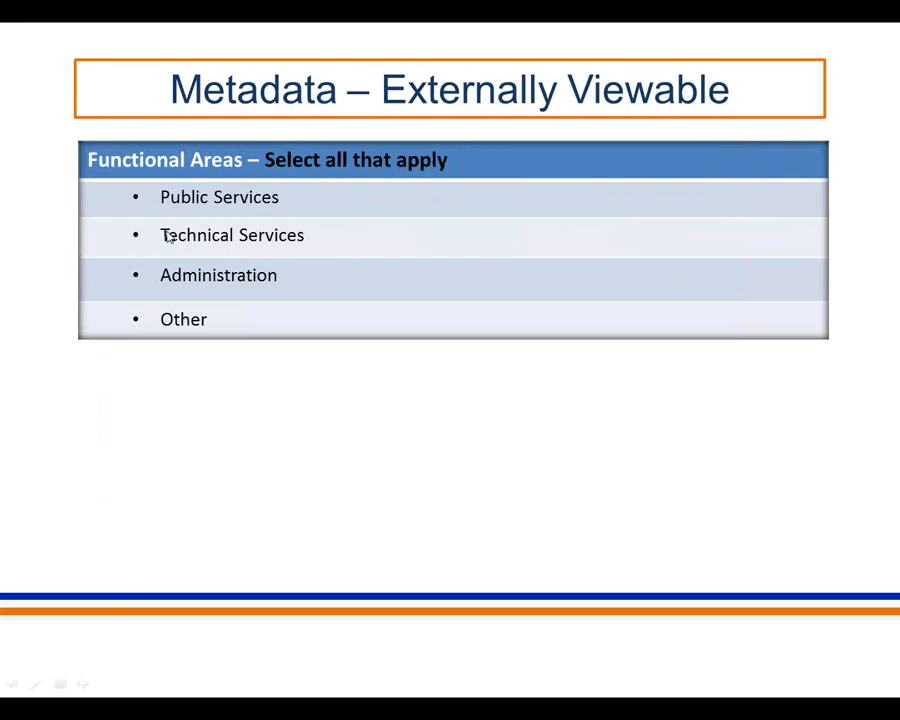 Metadata – Externally Viewable
Functional Areas – Select all that apply
• Public Services
• Technical Services
• Administration
• Other